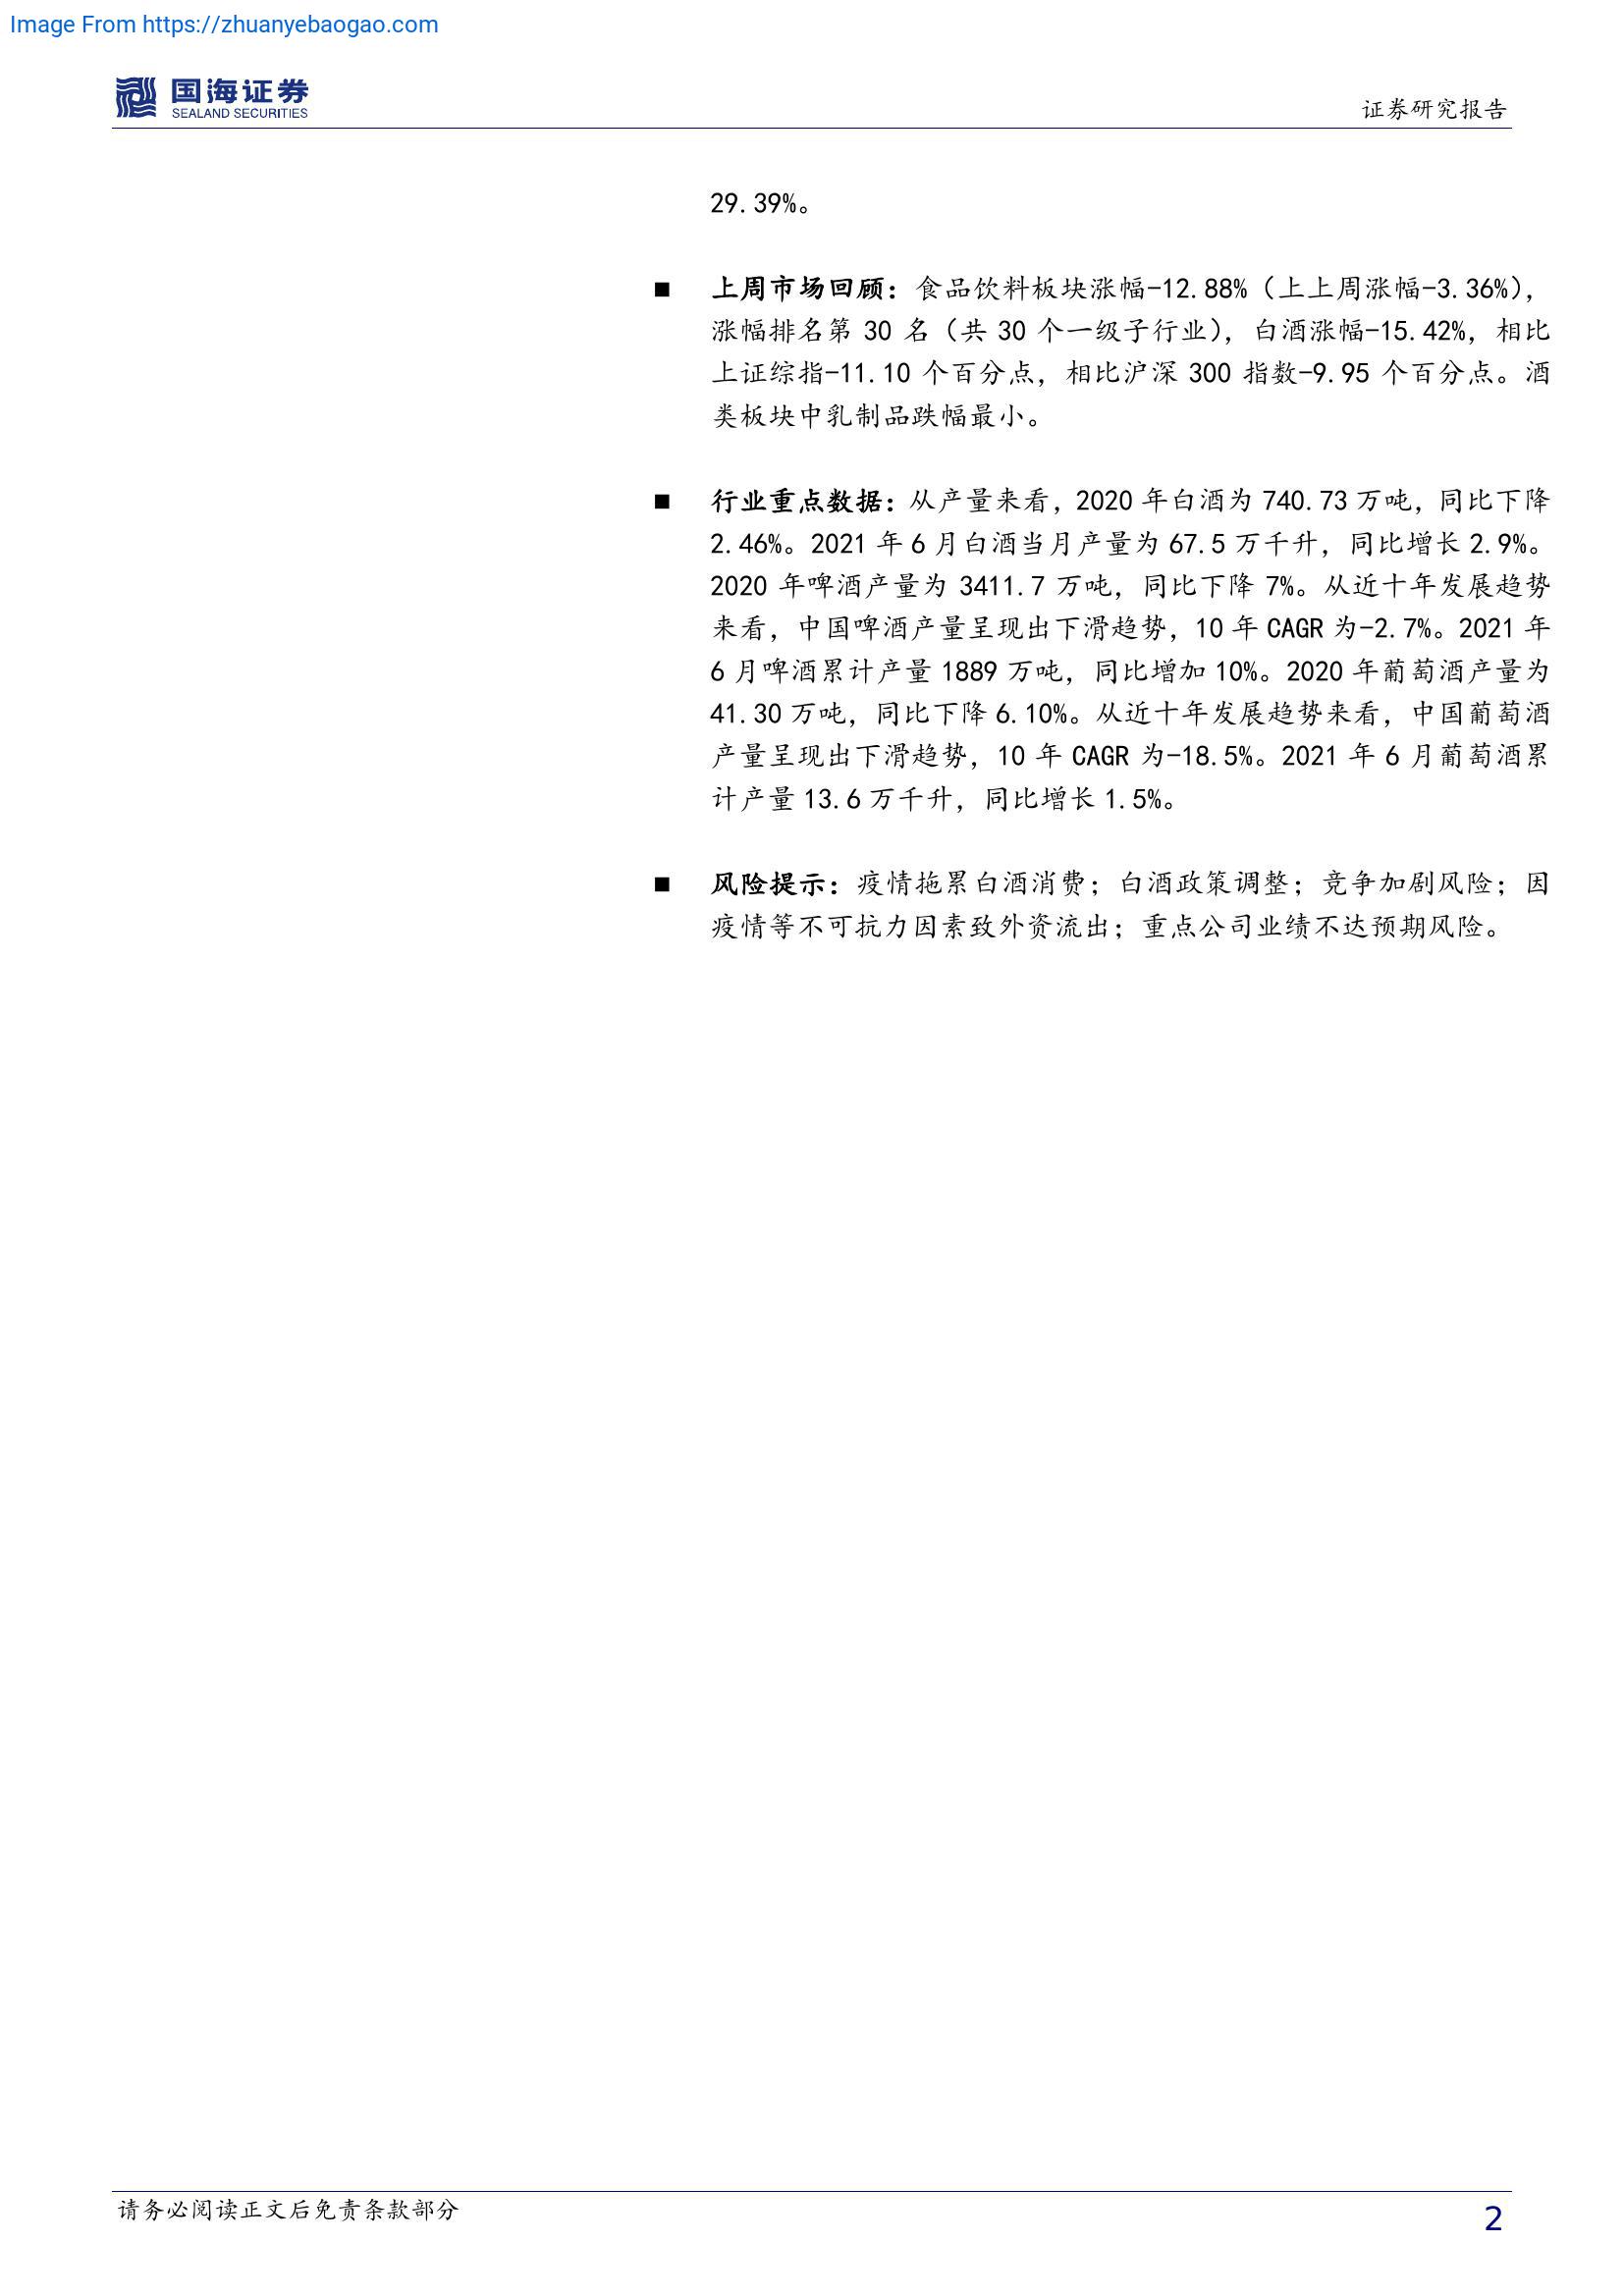 Image From https://zhuanyebaogao.com
国海证券
SEALAND SECURITIES
证券研究报告
29.39%。
■ 上周市场回顾：食品饮料板块涨幅-12.88%（上上周涨幅-3.36%），
涨幅排名第 30 名（共 30 个一级子行业），白酒涨幅-15.42%，相比
上证综指-11.10 个百分点，相比沪深 300 指数-9.95 个百分点。酒
类板块中乳制品跌幅最小。
■ 行业重点数据：从产量来看，2020 年白酒为 740.73 万吨，同比下降
2.46%。2021 年 6 月白酒当月产量为 67.5 万千升，同比增长 2.9%。
2020 年啤酒产量为 3411.7 万吨，同比下降 7%。从近十年发展趋势
来看，中国啤酒产量呈现出下滑趋势，10 年 CAGR 为-2.7%。2021 年
6 月啤酒累计产量 1889 万吨，同比增加 10%。2020 年葡萄酒产量为
41.30 万吨，同比下降 6.10%。从近十年发展趋势来看，中国葡萄酒
产量呈现出下滑趋势，10 年 CAGR 为-18.5%。2021 年 6 月葡萄酒累
计产量 13.6 万千升，同比增长 1.5%。
■ 风险提示：疫情拖累白酒消费；白酒政策调整；竞争加剧风险；因
疫情等不可抗力因素致外资流出；重点公司业绩不达预期风险。
请务必阅读正文后免责条款部分
2